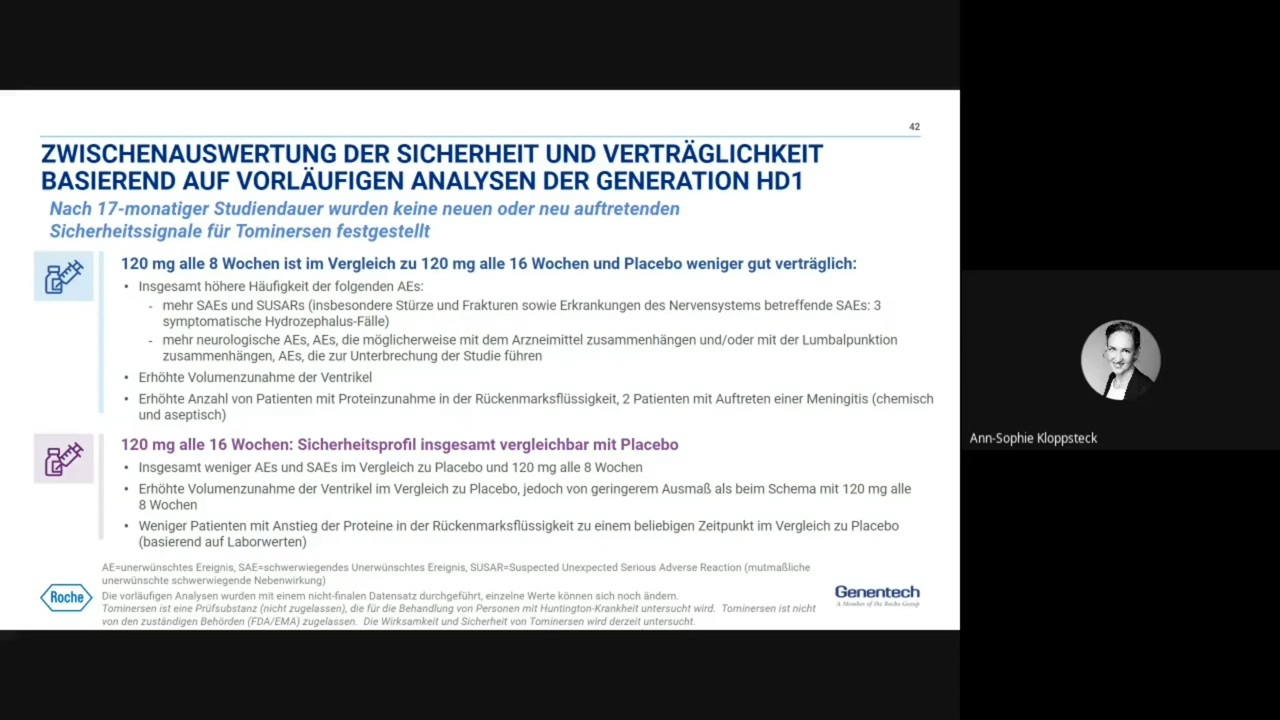 42
ZWISCHENAUSWERTUNG DER SICHERHEIT UND VERTRÄGLICHKEIT
BASIEREND AUF VORLÄUFIGEN ANALYSEN DER GENERATION HD1
Nach 17-monatiger Studiendauer wurden keine neuen oder neu auftretenden
Sicherheitssignale für Tominersen festgestellt
120 mg alle 8 Wochen ist im Vergleich zu 120 mg alle 16 Wochen und Placebo weniger gut verträglich:
• Insgesamt höhere Häufigkeit der folgenden AEs:
- mehr SAEs und SUSARs (insbesondere Stürze und Frakturen sowie Erkrankungen des Nervensystems betreffende SAEs: 3
symptomatische Hydrozephalus-Fälle)
- mehr neurologische AEs, AEs, die möglicherweise mit dem Arzneimittel zusammenhängen und/oder mit der Lumbalpunktion
zusammenhängen, AEs, die zur Unterbrechung der Studie führen
• Erhöhte Volumenzunahme der Ventrikel
• Erhöhte Anzahl von Patienten mit Proteinzunahme in der Rückenmarksflüssigkeit, 2 Patienten mit Auftreten einer Meningitis (chemisch
und aseptisch)
120 mg alle 16 Wochen: Sicherheitsprofil insgesamt vergleichbar mit Placebo
• Insgesamt weniger AEs und SAEs im Vergleich zu Placebo und 120 mg alle 8 Wochen
• Erhöhte Volumenzunahme der Ventrikel im Vergleich zu Placebo, jedoch von geringerem Ausmaß als beim Schema mit 120 mg alle
8 Wochen
• Weniger Patienten mit Anstieg der Proteine in der Rückenmarksflüssigkeit zu einem beliebigen Zeitpunkt im Vergleich zu Placebo
(basierend auf Laborwerten)
AE=unerwünschtes Ereignis, SAE=schwerwiegendes Unerwünschtes Ereignis, SUSAR=Suspected Unexpected Serious Adverse Reaction (mutmaßliche
unerwünschte schwerwiegende Nebenwirkung)
Die vorläufigen Analysen wurden mit einem nicht-finalen Datensatz durchgeführt, einzelne Werte können sich noch ändern.
Tominersen ist eine Prüfsubstanz (nicht zugelassen), die für die Behandlung von Personen mit Huntington-Krankheit untersucht wird. Tominersen ist nicht
von den zuständigen Behörden (FDA/EMA) zugelassen. Die Wirksamkeit und Sicherheit von Tominersen wird derzeit untersucht.
Roche
Genentech
A Member of the Roche Group
Ann-Sophie Kloppsteck